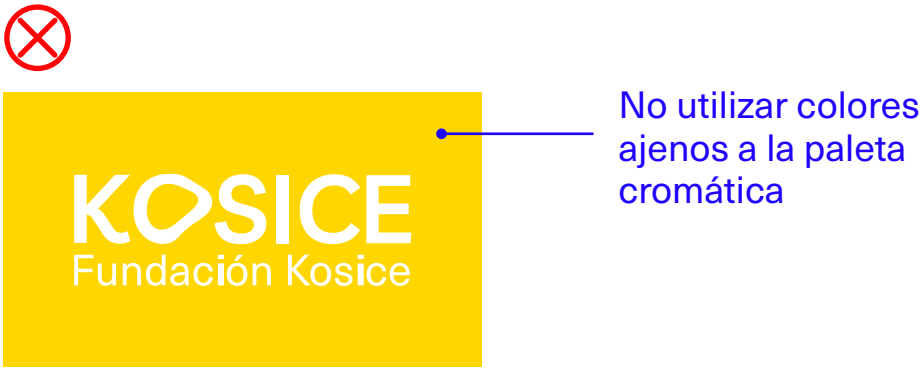 KOSICE
Fundación Kosice
No utilizar colores
ajenos a la paleta
cromática